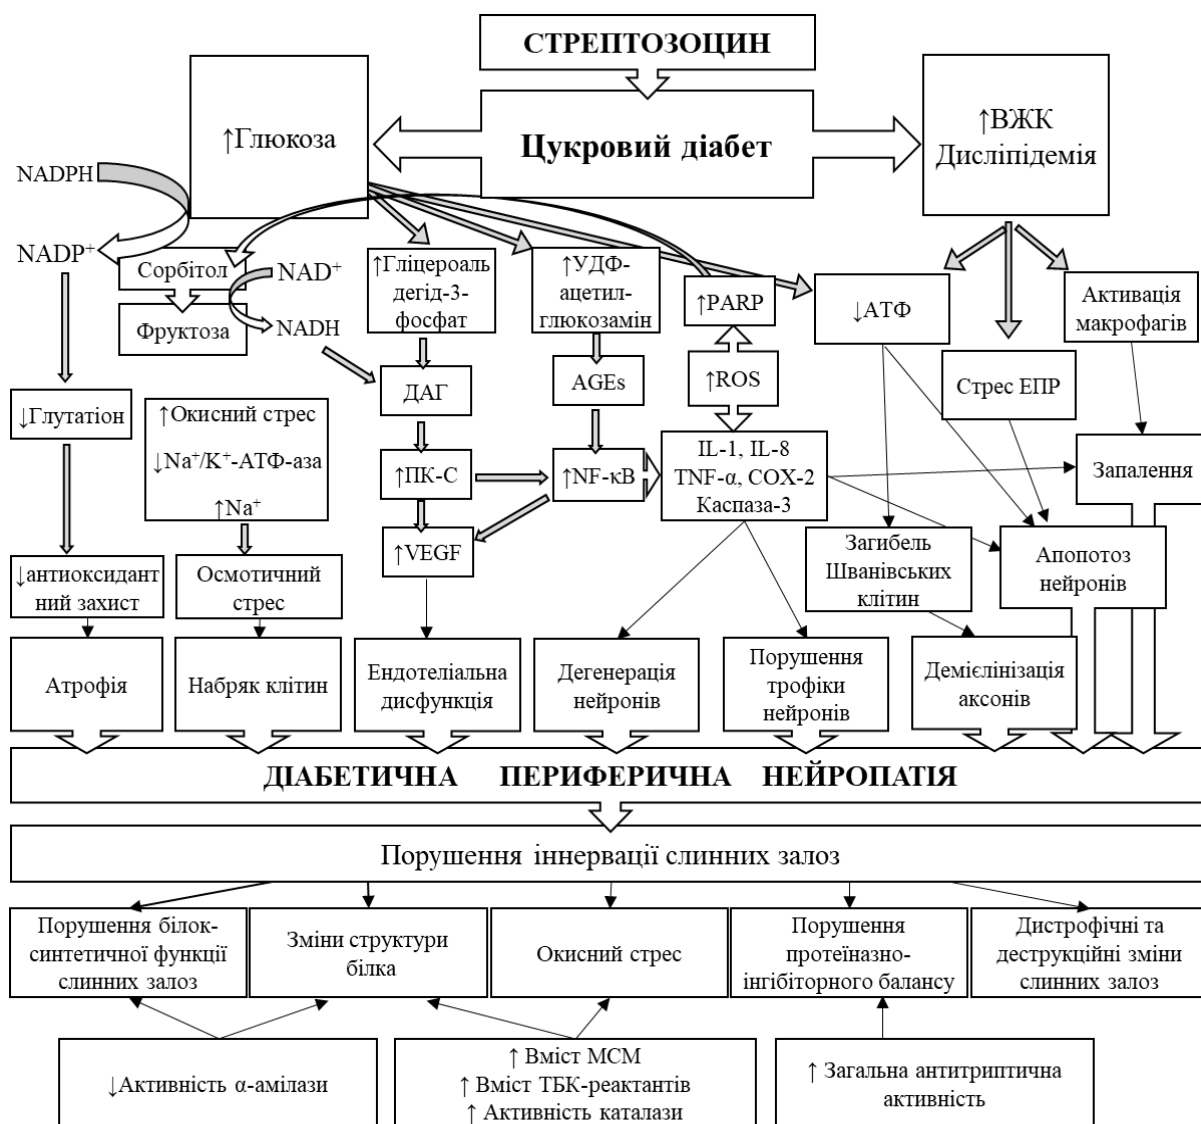 СТРЕПТОЗОЦИН
↑Глюкоза
Цукровий діабет
↑ВЖК
Дисліпідемія
NADPH
NADP⁺
Сорбітол
NAD⁺
Фруктоза
NADH
↑Гліцероаль
дегід-3-
фосфат
↑УДФ-
ацетил-
глюкозамін
↑PARP
↓АТФ
Активація
макрофагів
ДАГ
AGEs
↑ROS
Стрес ЕПР
↓Глутатіон
↑Окисний стрес
↓Na⁺/K⁺-АТФ-аза
↑Na⁺
↑ПК-С
↑NF-κB
IL-1, IL-8
TNF-α, COX-2
Каспаза-3
Запалення
↑VEGF
↓антиоксидант
ний захист
Осмотичний
стрес
Загибель
Шванівських
клітин
Апоптоз
нейронів
Атрофія
Набряк клітин
Ендотеліальна
дисфункція
Дегенерація
нейронів
Порушення
трофіки
нейронів
Демієлінізація
аксонів
ДІАБЕТИЧНА ПЕРИФЕРИЧНА НЕЙРОПАТІЯ
Порушення іннервації слинних залоз
Порушення білок-
синтетичної функції
слинних залоз
Зміни структури
білка
Окисний стрес
Порушення
протеїназно-
інгібіторного балансу
Дистрофічні та
деструкційні зміни
слинних залоз
↓Активність α-амілази
↑ Вміст МСМ
↑ Вміст ТБК-реактантів
↑ Активність каталази
↑ Загальна антитриптична
активність